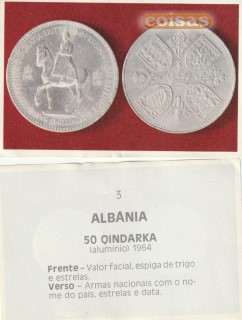 coisas
3
ALBÂNIA
50 QINDARKA
(alumínio) 1964
Frente – Valor facial, espiga de trigo
e estrelas.
Verso – Armas nacionais com o no-
me do país, estrelas e data.